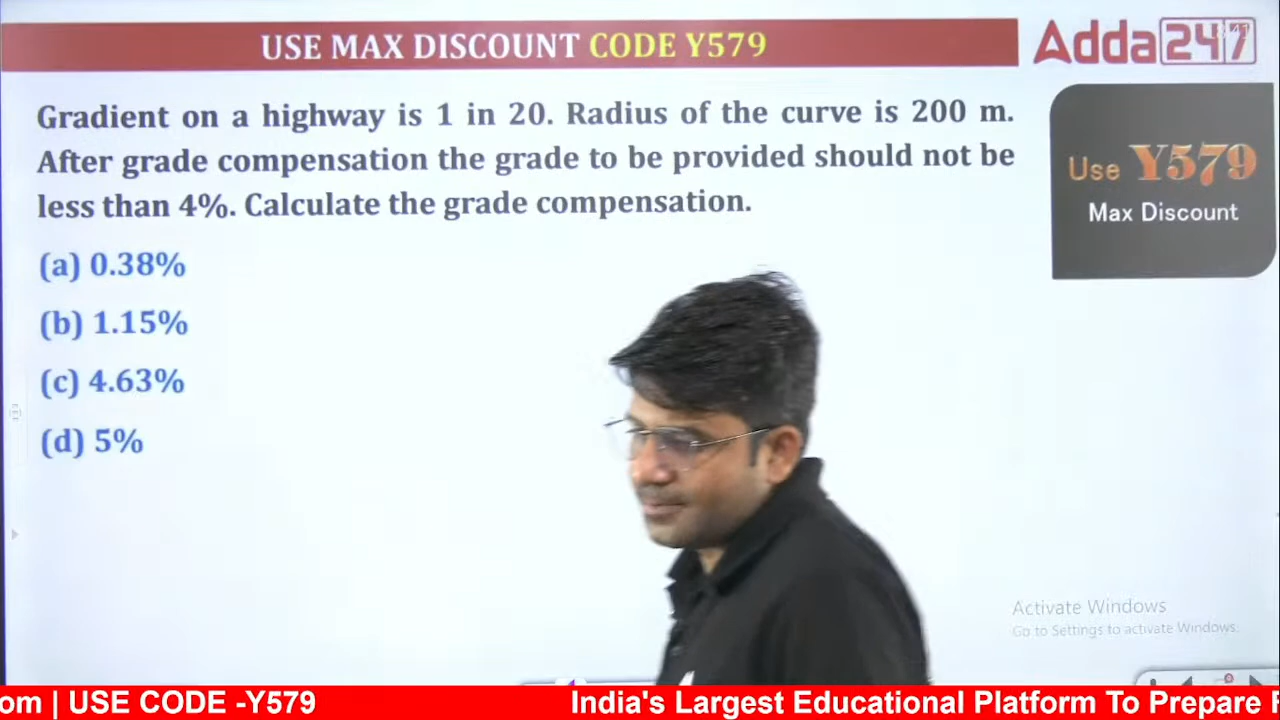 USE MAX DISCOUNT CODE Y579
Adda 247
Gradient on a highway is 1 in 20. Radius of the curve is 200 m.
After grade compensation the grade to be provided should not be
less than 4%. Calculate the grade compensation.
Use Y579
Max Discount
(a) 0.38%
(b) 1.15%
(c) 4.63%
(d) 5%
Activate Windows
Go to Settings to activate Windows.
om | USE CODE -Y579 India's Largest Educational Platform To Prepare